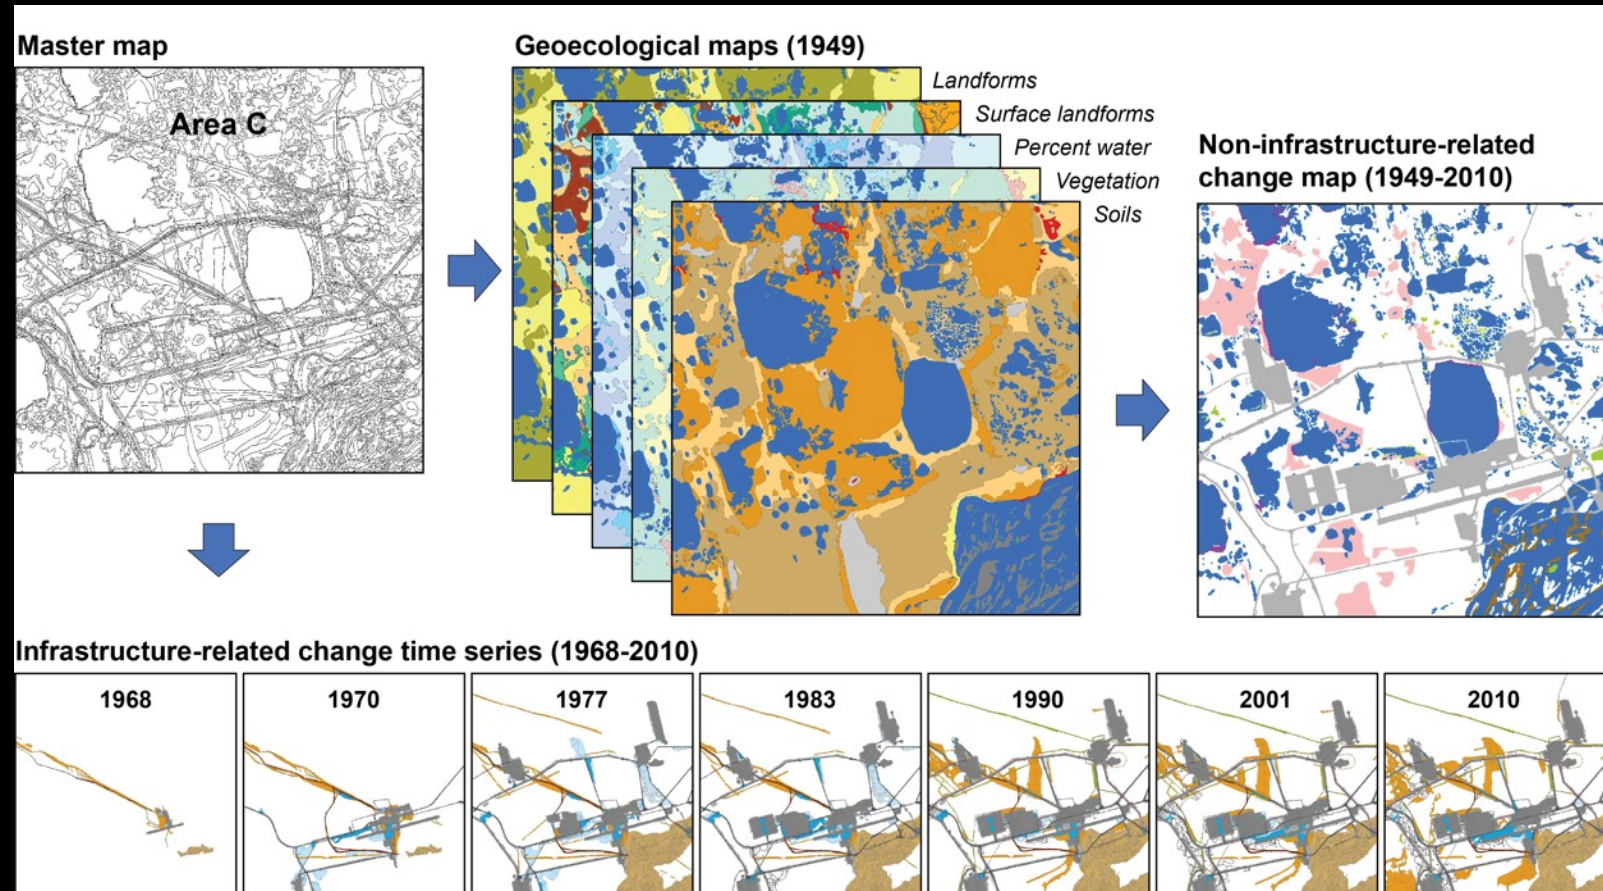 Master map
Area C
Geoecological maps (1949)
Landforms
Surface landforms
Percent water
Vegetation
Soils
Non-infrastructure-related
change map (1949-2010)
Infrastructure-related change time series (1968-2010)
1968
1970
1977
1983
1990
2001
2010